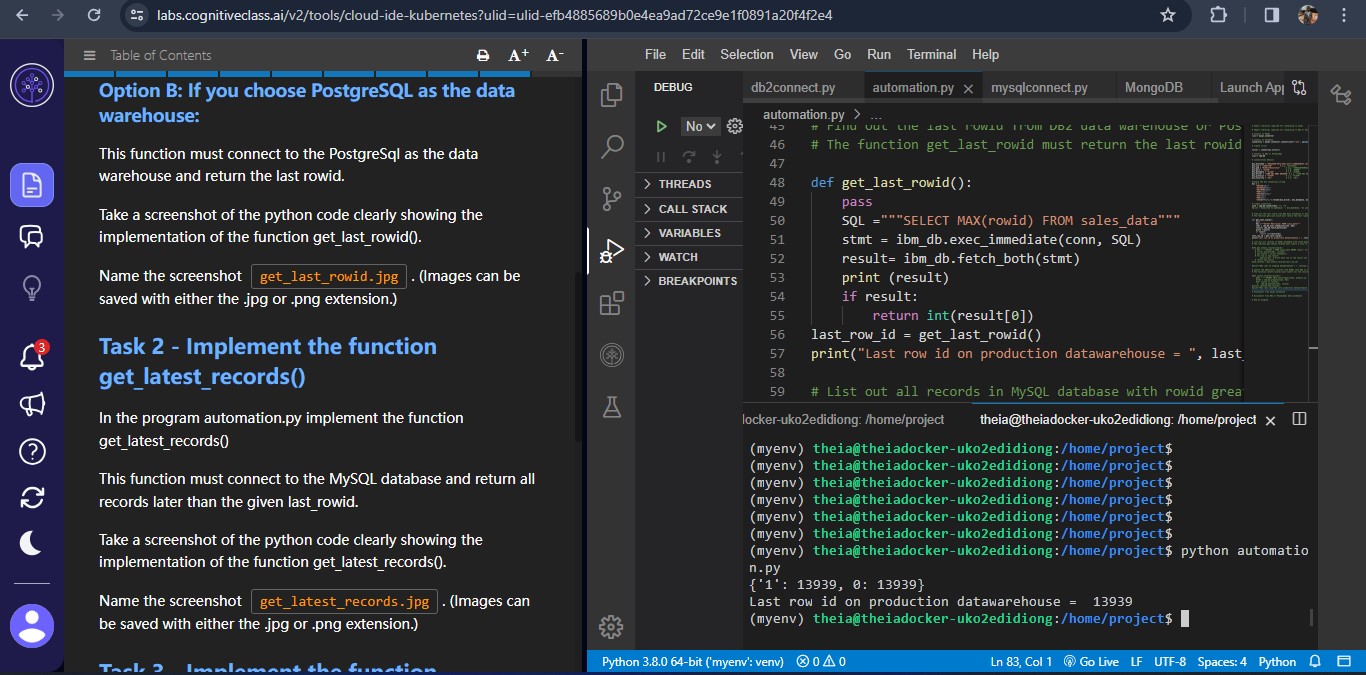 labs.cognitiveclass.ai/v2/tools/cloud-ide-kubernetes?ulid=ulid-efb4885689b0e4ea9ad72ce9e1f0891a20f4f2e4
Table of Contents
A+ A-
3
Option B: If you choose PostgreSQL as the data
warehouse:
This function must connect to the PostgreSql as the data
warehouse and return the last rowid.
Take a screenshot of the python code clearly showing the
implementation of the function get_last_rowid().
Name the screenshot get_last_rowid.jpg . (Images can be
saved with either the .jpg or .png extension.)
Task 2 - Implement the function
get_latest_records()
In the program automation.py implement the function
get_latest_records()
This function must connect to the MySQL database and return all
records later than the given last_rowid.
Take a screenshot of the python code clearly showing the
implementation of the function get_latest_records().
Name the screenshot get_latest_records.jpg . (Images can
be saved with either the .jpg or .png extension.)
Task 3 - Implement the function
File Edit Selection View Go Run Terminal Help
DEBUG
No
THREADS
CALL STACK
VARIABLES
WATCH
BREAKPOINTS
db2connect.py automation.py mysqlconnect.py MongoDB Launch App
automation.py > ...
45 # Find out the last rowid from DB2 data warehouse or Pos
46 # The function get_last_rowid must return the last rowid
47
48 def get_last_rowid():
49 pass
50 SQL ="""SELECT MAX(rowid) FROM sales_data"""
51 stmt = ibm_db.exec_immediate(conn, SQL)
52 result= ibm_db.fetch_both(stmt)
53 print (result)
54 if result:
55 return int(result[0])
56 last_row_id = get_last_rowid()
57 print("Last row id on production datawarehouse = ", last_
58
59 # List out all records in MySQL database with rowid grea
locker-uko2edidiong: /home/project theia@theiadocker-uko2edidiong: /home/project
(myenv) theia@theiadocker-uko2edidiong:/home/project$
(myenv) theia@theiadocker-uko2edidiong:/home/project$
(myenv) theia@theiadocker-uko2edidiong:/home/project$
(myenv) theia@theiadocker-uko2edidiong:/home/project$
(myenv) theia@theiadocker-uko2edidiong:/home/project$
(myenv) theia@theiadocker-uko2edidiong:/home/project$
(myenv) theia@theiadocker-uko2edidiong:/home/project$ python automatio
n.py
{'1': 13939, 0: 13939}
Last row id on production datawarehouse =  13939
(myenv) theia@theiadocker-uko2edidiong:/home/project$
Python 3.8.0 64-bit ('myenv': venv) 0 0 Ln 83, Col 1 Go Live LF UTF-8 Spaces: 4 Python